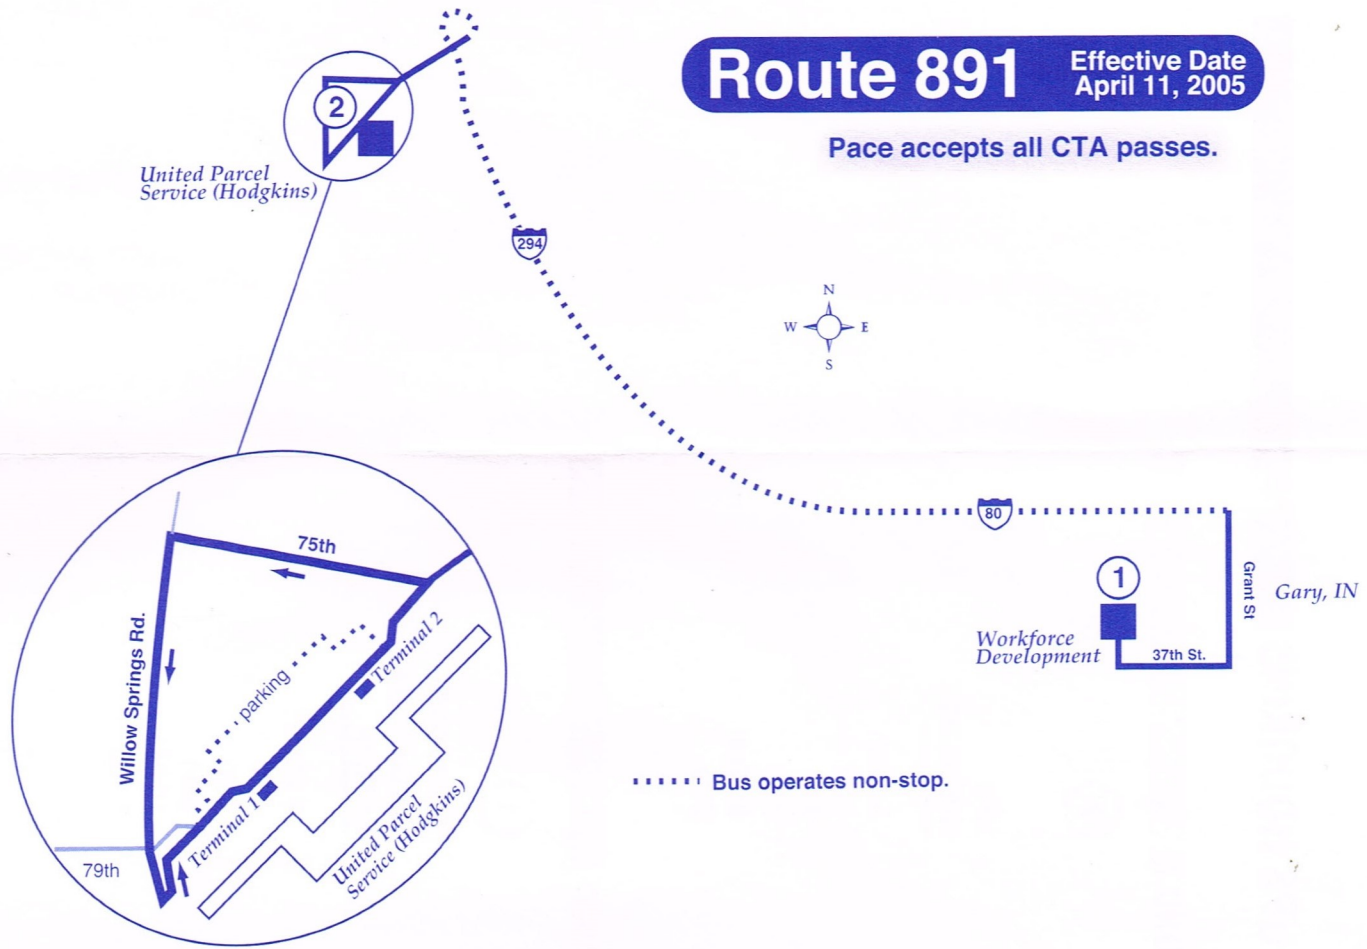 Route 891
Effective Date
April 11, 2005
Pace accepts all CTA passes.
2
United Parcel
Service (Hodgkins)
294
N
W
E
S
80
1
Grant St
Gary, IN
Workforce
Development
37th St.
75th
Willow Springs Rd.
parking
Terminal 2
Terminal 1
United Parcel
Service (Hodgkins)
79th
Bus operates non-stop.